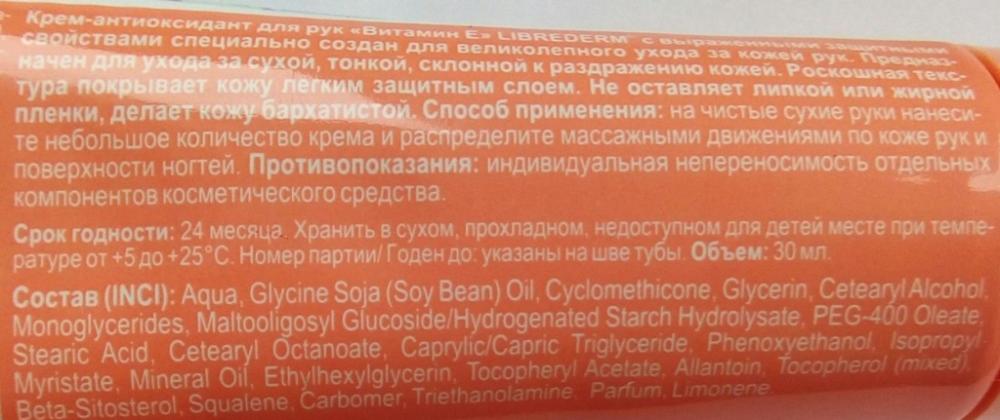 Крем-антиоксидант для рук «Витамин Е» LIBREDERM с выраженными защитными
свойствами специально создан для великолепного ухода за кожей рук. Предназ-
начен для ухода за сухой, тонкой, склонной к раздражению кожей. Роскошная текс-
тура покрывает кожу легким защитным слоем. Не оставляет липкой или жирной
пленки, делает кожу бархатистой. Способ применения: на чистые сухие руки нанеси-
те небольшое количество крема и распределите массажными движениями по коже рук и
поверхности ногтей. Противопоказания: индивидуальная непереносимость отдельных
компонентов косметического средства.
Срок годности: 24 месяца. Хранить в сухом, прохладном, недоступном для детей месте при темпе-
ратуре от +5 до +25°C. Номер партии/ Годен до: указаны на шве тубы. Объем: 30 мл.
Состав (INCI): Aqua, Glycine Soja (Soy Bean) Oil, Cyclomethicone, Glycerin, Cetearyl Alcohol,
Monoglycerides, Maltooligosyl Glucoside/Hydrogenated Starch Hydrolysate, PEG-400 Oleate,
Stearic Acid, Cetearyl Octanoate, Caprylic/Capric Triglyceride, Phenoxyethanol, Isopropyl
Myristate, Mineral Oil, Ethylhexylglycerin, Tocopheryl Acetate, Allantoin, Tocopherol (mixed),
Beta-Sitosterol, Squalene, Carbomer, Triethanolamine, Parfum, Limonene